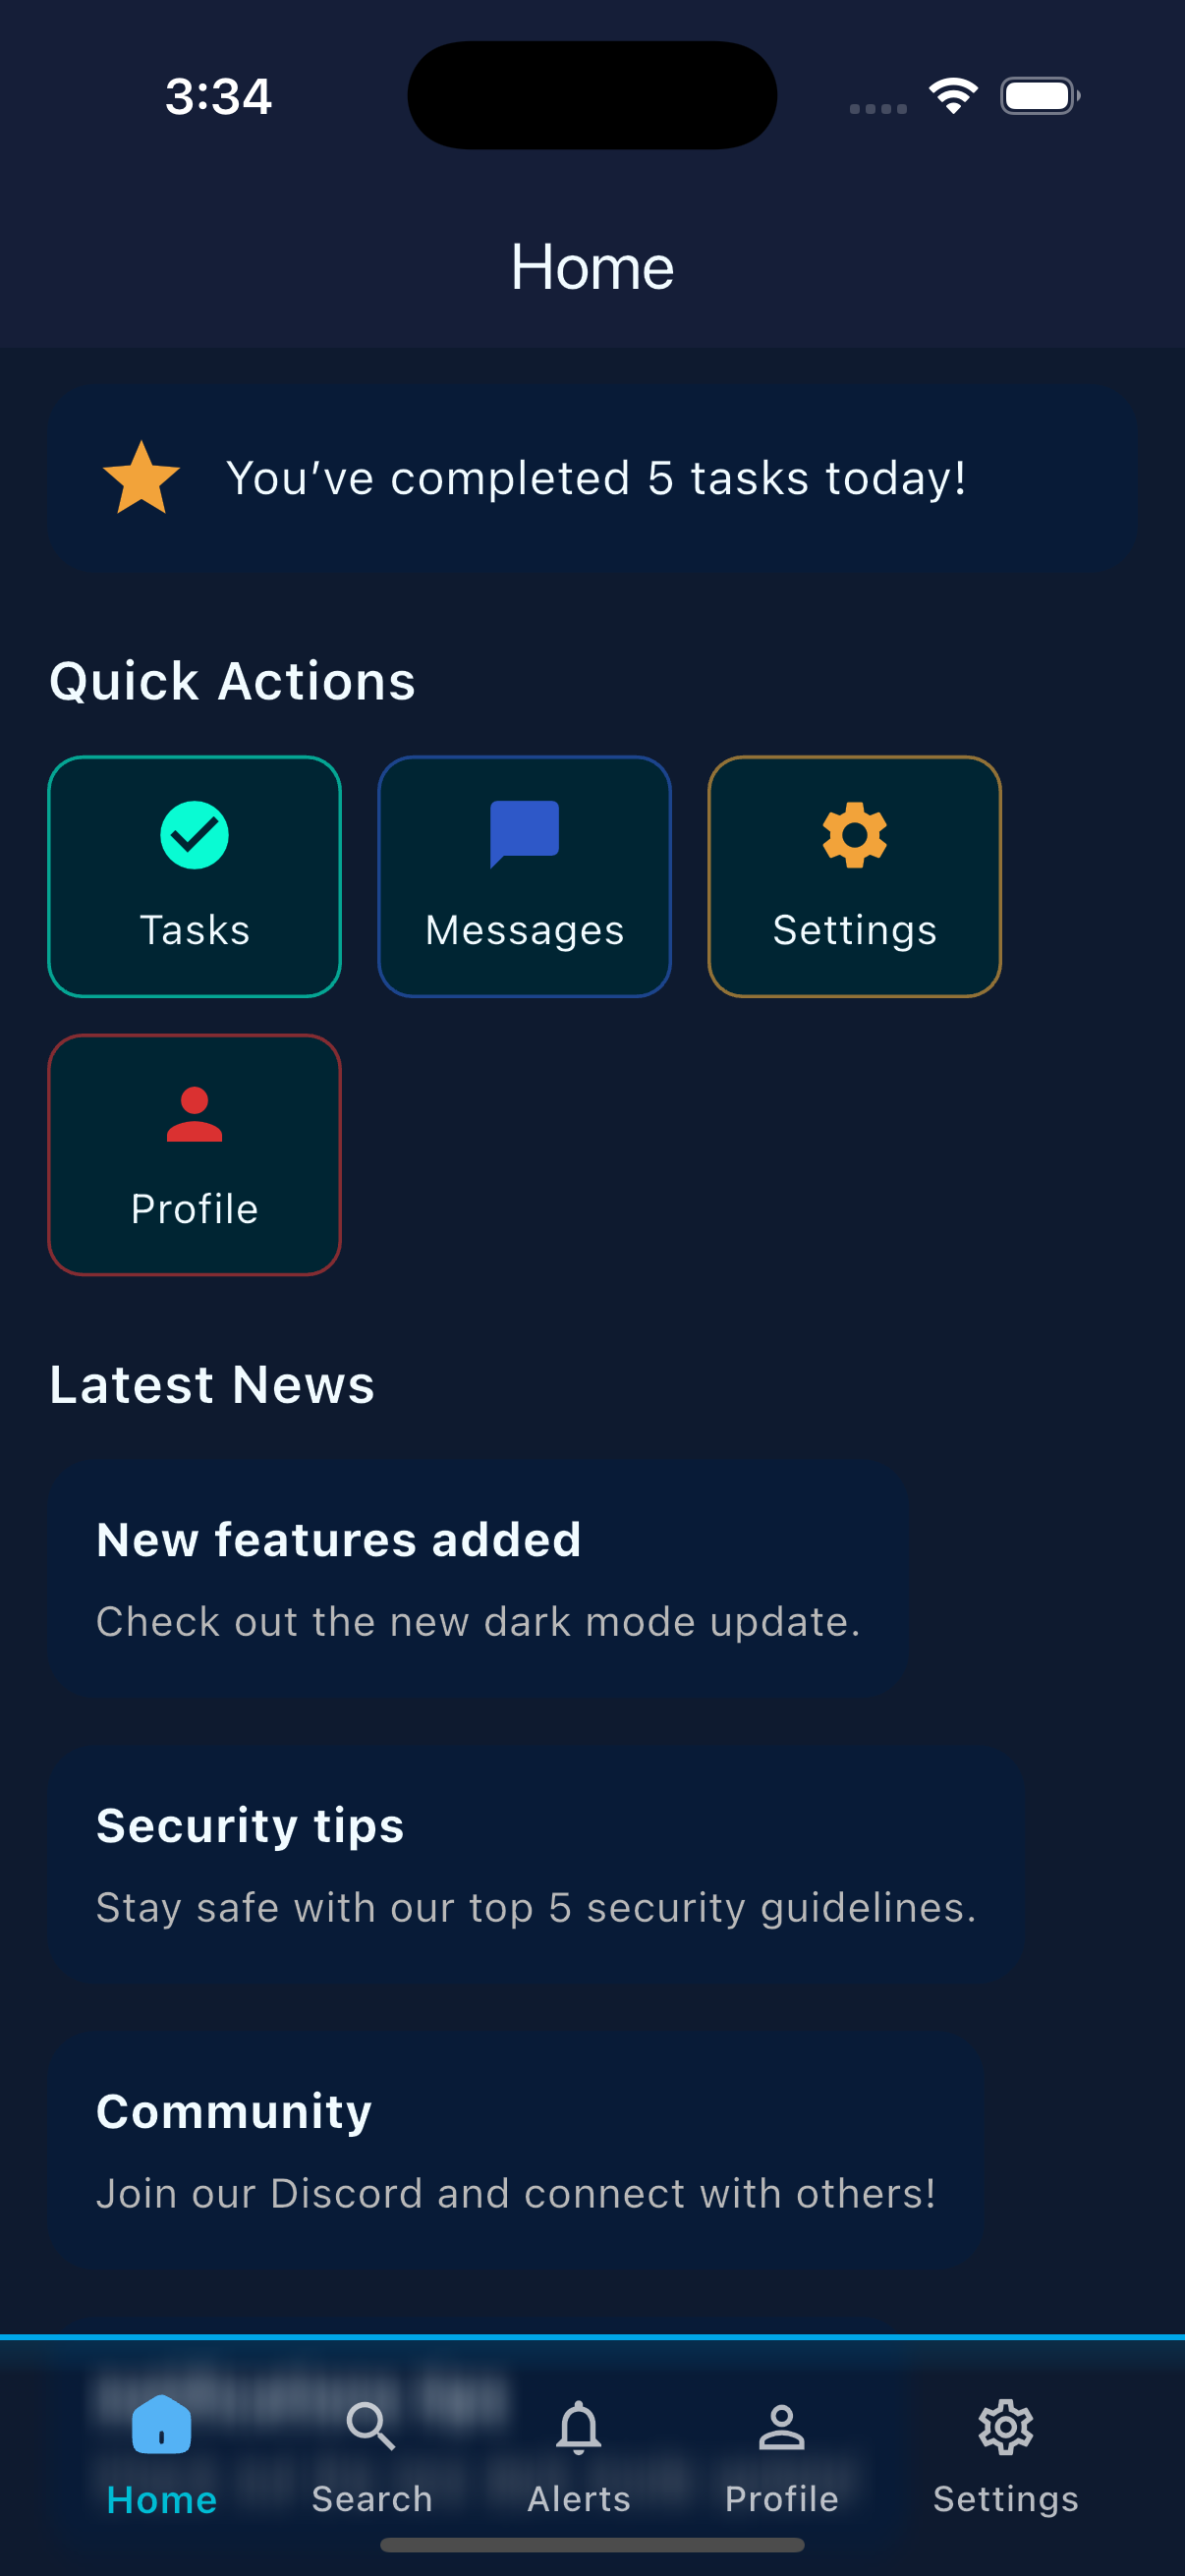 3:34
Home
You’ve completed 5 tasks today!
Quick Actions
Tasks
Messages
Settings
Profile
Latest News
New features added
Check out the new dark mode update.
Security tips
Stay safe with our top 5 security guidelines.
Community
Join our Discord and connect with others!
Home
Search
Alerts
Profile
Settings